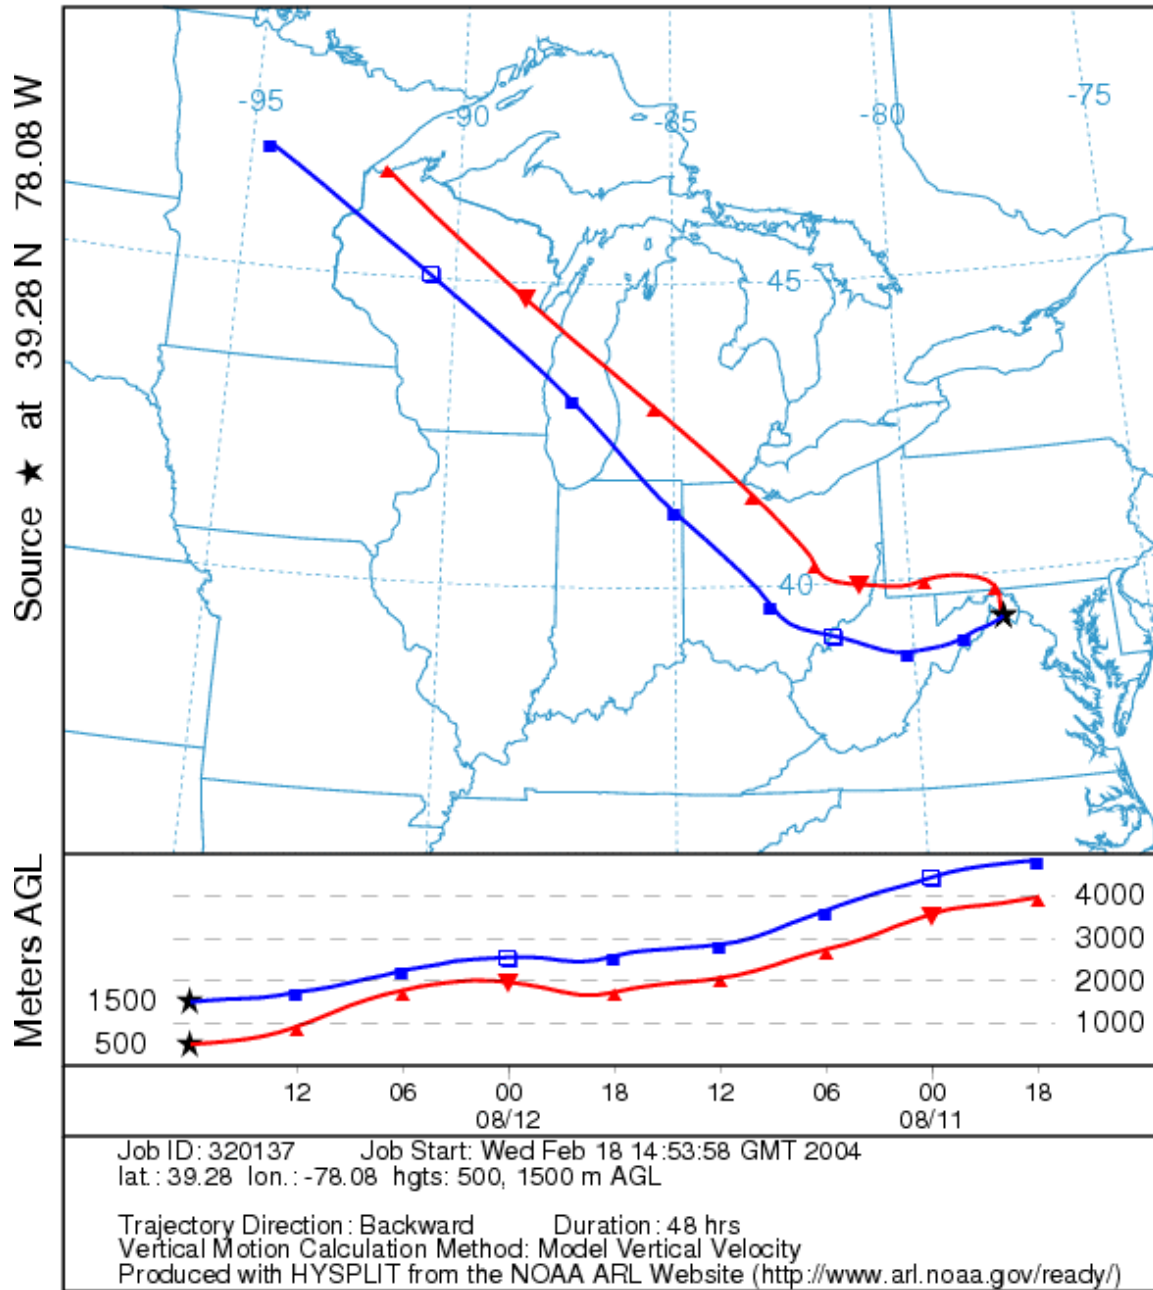 Source ★ at 39.28 N 78.08 W
-95
-90
-85
-80
-75
45
40
Meters AGL
1500
500
4000
3000
2000
1000
12 06 00 18 12 06 00 18
08/12 08/11
Job ID: 320137 Job Start: Wed Feb 18 14:53:58 GMT 2004
lat.: 39.28 lon.: -78.08 hgts: 500, 1500 m AGL
Trajectory Direction: Backward Duration: 48 hrs
Vertical Motion Calculation Method: Model Vertical Velocity
Produced with HYSPLIT from the NOAA ARL Website (http://www.arl.noaa.gov/ready/)